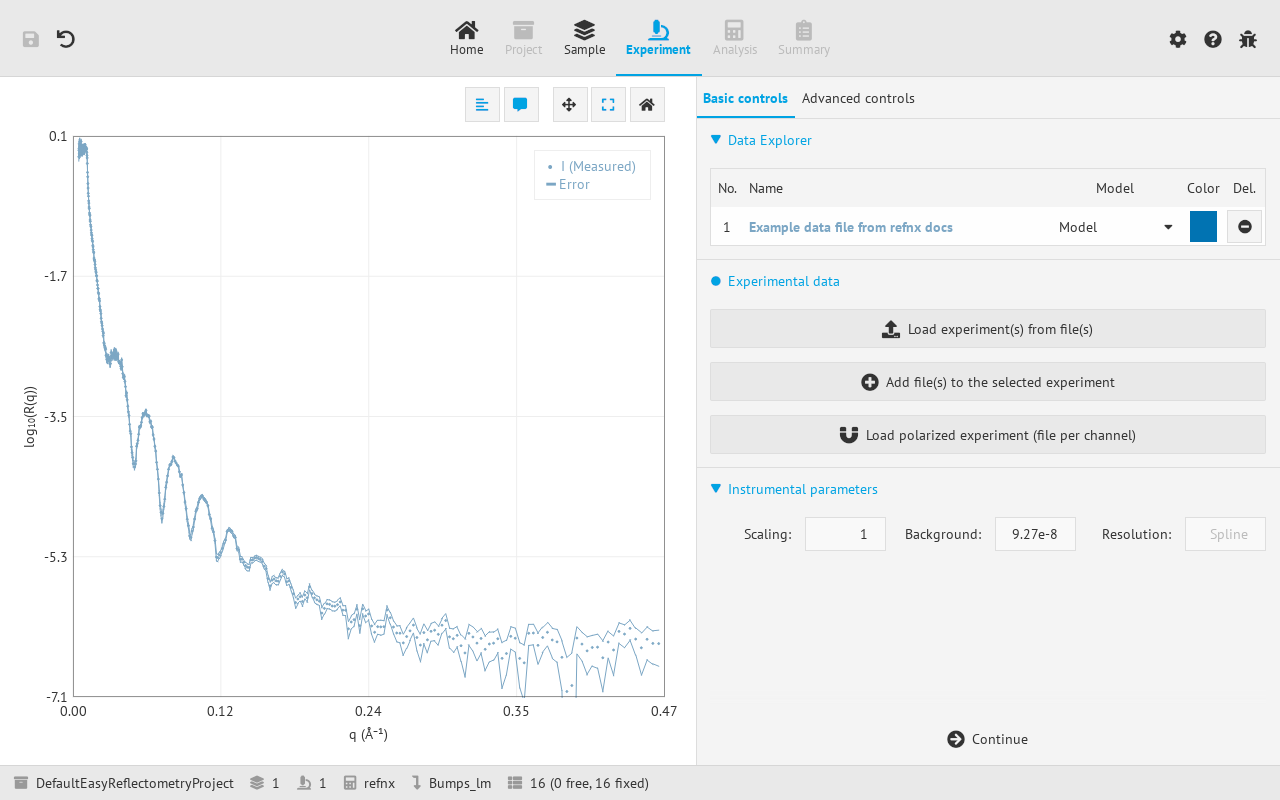 Home
Project
Sample
Experiment
Analysis
Summary
Basic controls
Advanced controls
Data Explorer
No.
Name
Model
Color
Del.
1
Example data file from refnx docs
Model
Experimental data
Load experiment(s) from file(s)
Add file(s) to the selected experiment
Load polarized experiment (file per channel)
Instrumental parameters
Scaling:
1
Background:
9.27e-8
Resolution:
Spline
Continue
I (Measured)
Error
0.1
-1.7
-3.5
-5.3
-7.1
log₁₀(R(q))
0.00
0.12
0.24
0.35
0.47
q (Å⁻¹)
DefaultEasyReflectometryProject
1
1
refnx
Bumps_lm
16 (0 free, 16 fixed)